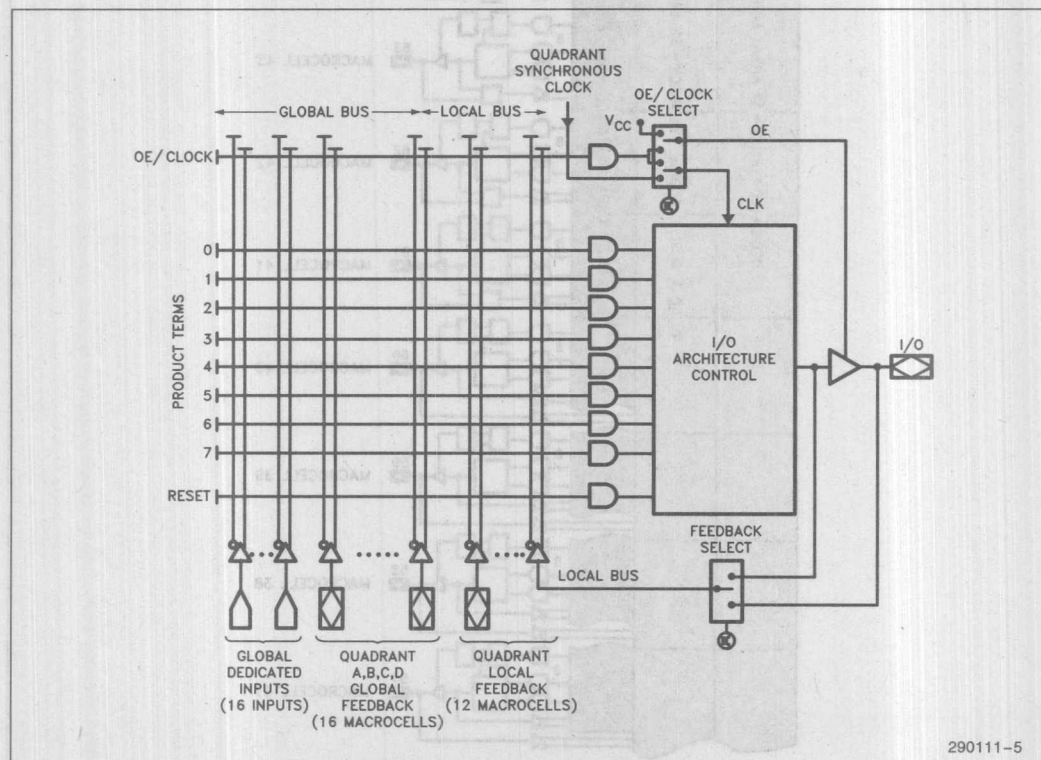 QUADRANT
SYNCHRONOUS
CLOCK
OE/CLOCK
SELECT
GLOBAL BUS
LOCAL BUS
VCC
OE
OE/CLOCK
CLK
PRODUCT TERMS
0
1
2
3
4
5
6
7
RESET
I/O
ARCHITECTURE
CONTROL
I/O
FEEDBACK
SELECT
LOCAL BUS
GLOBAL
DEDICATED
INPUTS
(16 INPUTS)
QUADRANT
A,B,C,D
GLOBAL
FEEDBACK
(16 MACROCELLS)
QUADRANT
LOCAL
FEEDBACK
(12 MACROCELLS)
290111-5